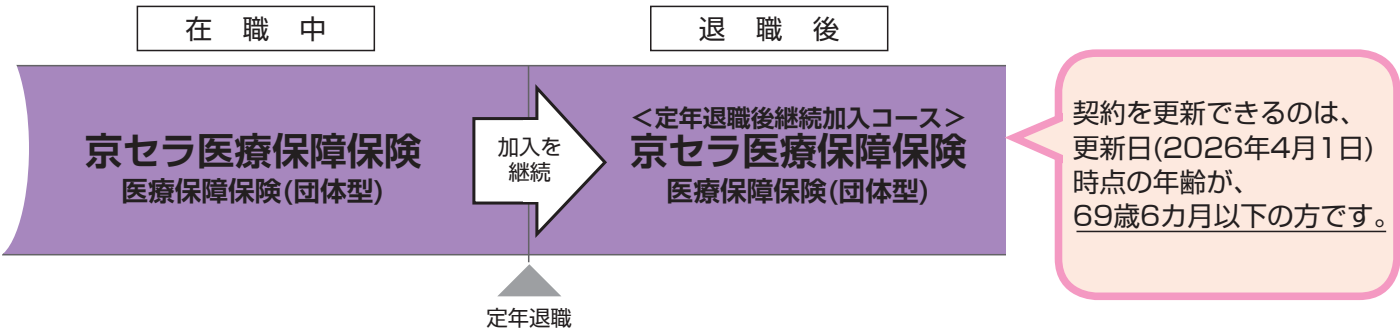 在職中
退職後
京セラ医療保障保険
医療保障保険(団体型)
加入を
継続
<定年退職後継続加入コース>
京セラ医療保障保険
医療保障保険(団体型)
契約を更新できるのは、
更新日(2026年4月1日)
時点の年齢が、
69歳6カ月以下の方です。
定年退職